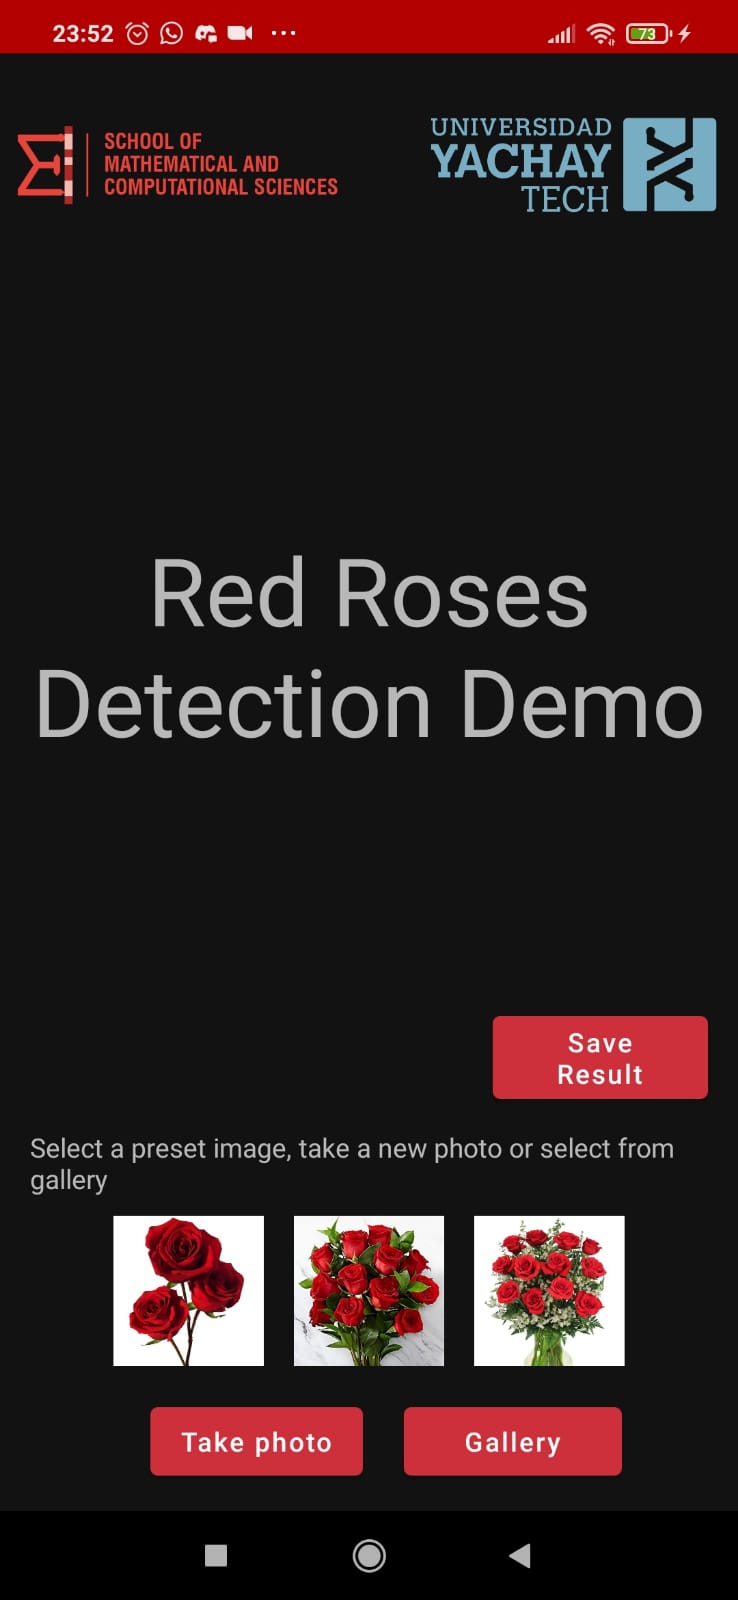 23:52
73
SCHOOL OF
MATHEMATICAL AND
COMPUTATIONAL SCIENCES
UNIVERSIDAD
YACHAY
TECH
Red Roses
Detection Demo
Save
Result
Select a preset image, take a new photo or select from
gallery
Take photo
Gallery